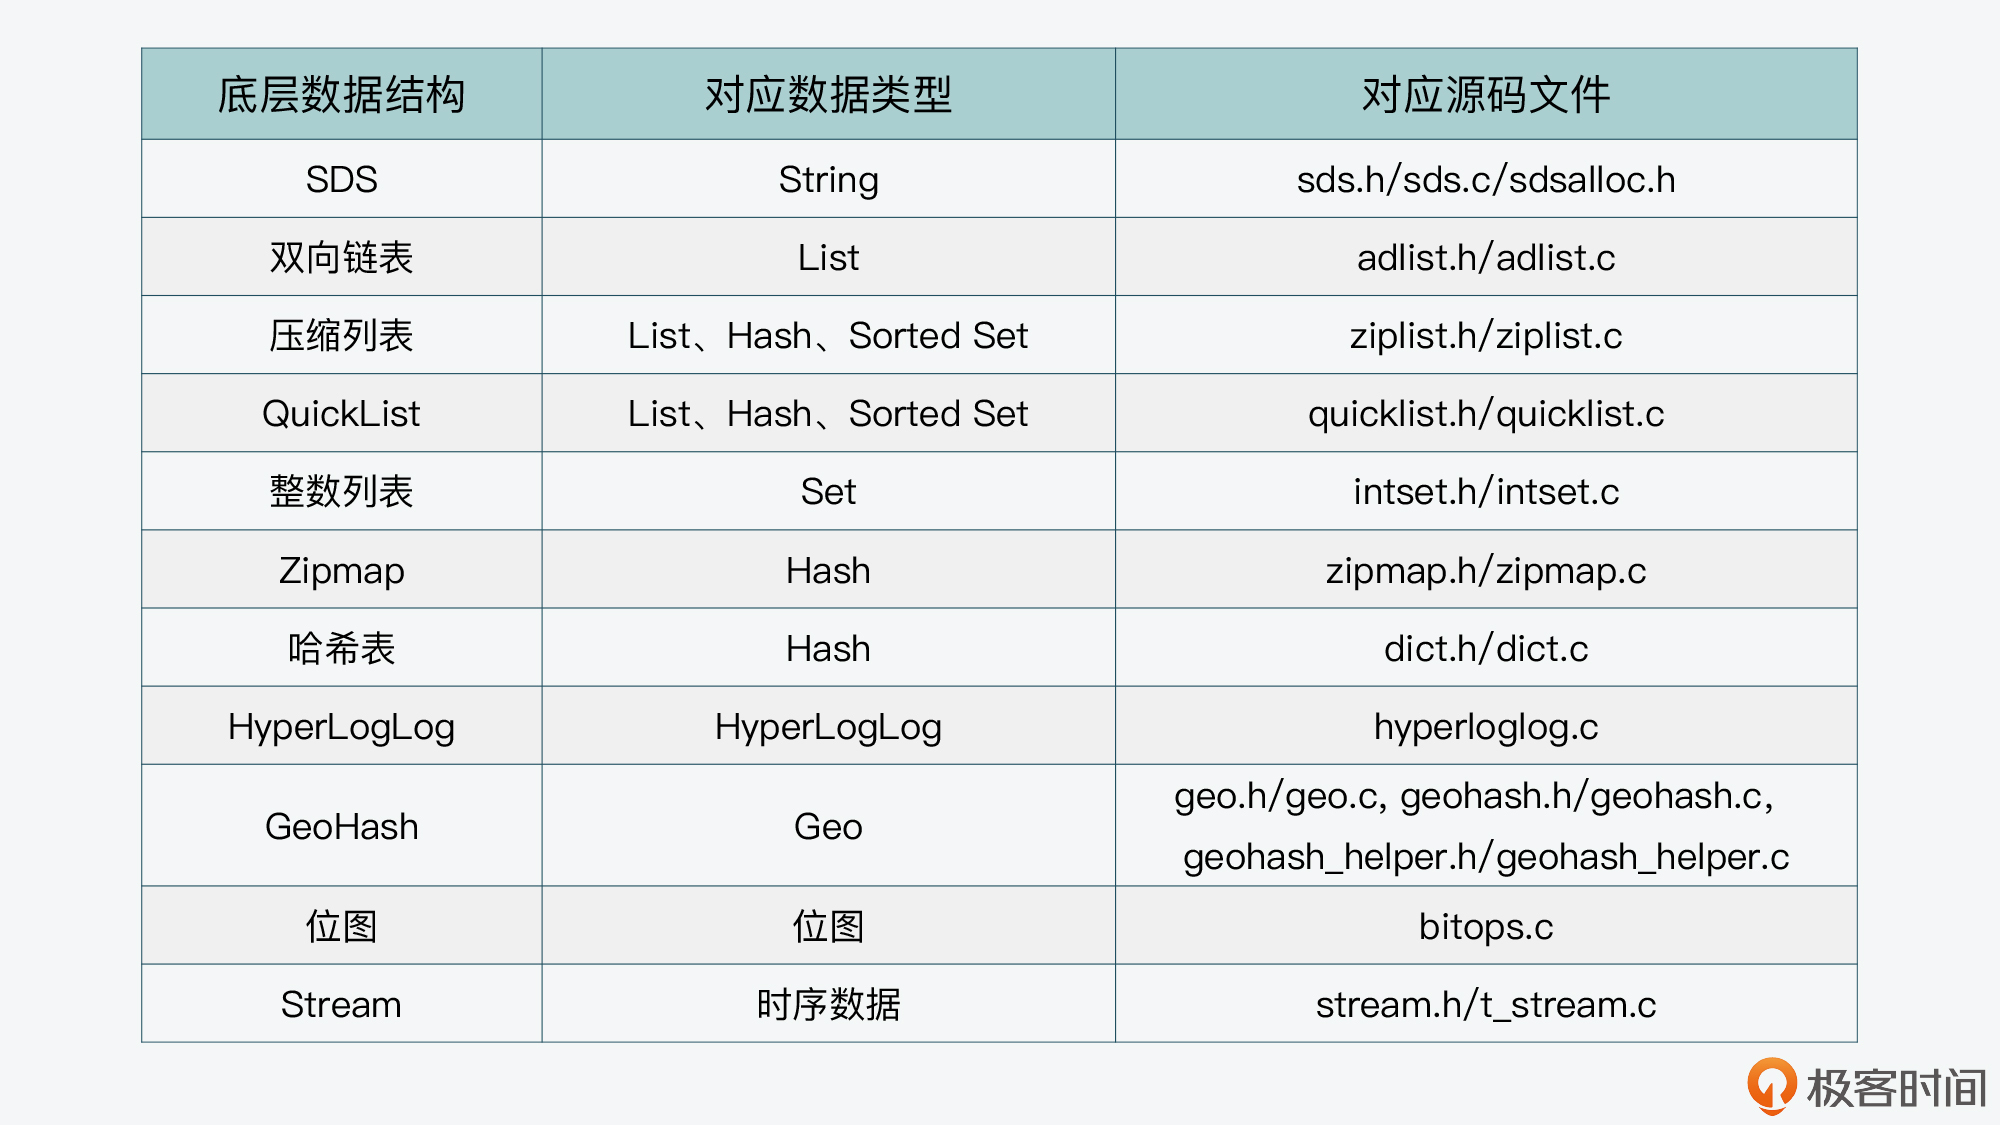 底层数据结构 对应数据类型 对应源码文件
SDS String sds.h/sds.c/sdsalloc.h
双向链表 List adlist.h/adlist.c
压缩列表 List、Hash、Sorted Set ziplist.h/ziplist.c
QuickList List、Hash、Sorted Set quicklist.h/quicklist.c
整数列表 Set intset.h/intset.c
Zipmap Hash zipmap.h/zipmap.c
哈希表 Hash dict.h/dict.c
HyperLogLog HyperLogLog hyperloglog.c
GeoHash Geo geo.h/geo.c, geohash.h/geohash.c,
geohash_helper.h/geohash_helper.c
位图 位图 bitops.c
Stream 时序数据 stream.h/t_stream.c
极客时间